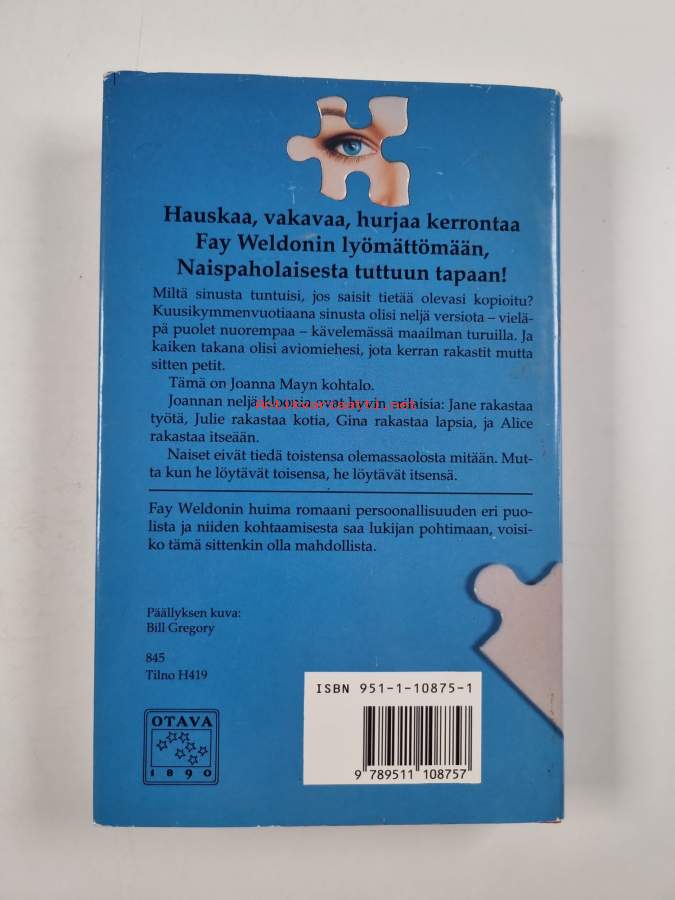 Hauskaa, vakavaa, hurjaa kerrontaa
Fay Weldonin lyömättömään,
Naispaholaisesta tuttuun tapaan!
Miltä sinusta tuntuisi, jos saisit tietää olevasi kopioitu?
Kuusikymmenvuotiaana sinusta olisi neljä versiota – vielä-
pä puolet nuorempaa – kävelemässä maailman turuilla. Ja
kaiken takana olisi aviomiehesi, jota kerran rakastit mutta
sitten petit.
Tämä on Joanna Mayn kohtalo.
Joannan neljä kloonia ovat hyvin erilaisia: Jane rakastaa
työtä, Julie rakastaa kotia, Gina rakastaa lapsia, ja Alice
rakastaa itseään.
Naiset eivät tiedä toistensa olemassaolosta mitään. Mut-
ta kun he löytävät toisensa, he löytävät itsensä.
Fay Weldonin huima romaani persoonallisuuden eri puo-
lista ja niiden kohtaamisesta saa lukijan pohtimaan, voisi-
ko tämä sittenkin olla mahdollista.
Päällyksen kuva:
Bill Gregory
845
Tilno H419
OTAVA
1890
ISBN 951-1-10875-1
9 789511 108757